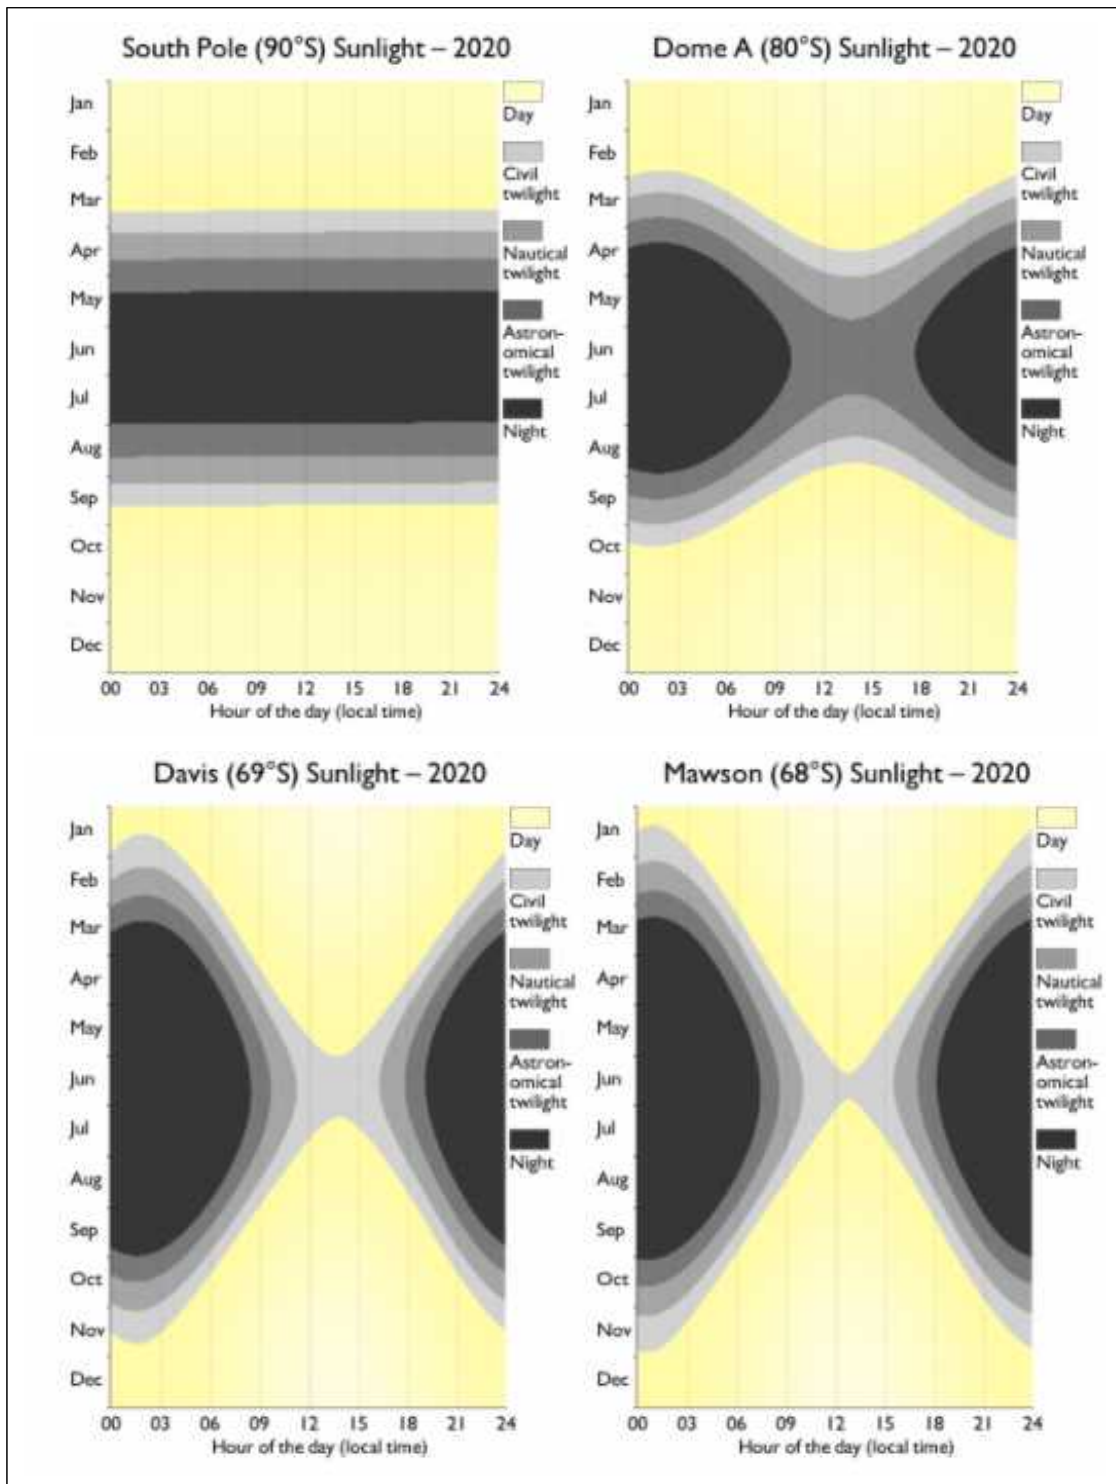 South Pole (90°S) Sunlight – 2020
Jan
Feb
Mar
Apr
May
Jun
Jul
Aug
Sep
Oct
Nov
Dec
00 03 06 09 12 15 18 21 24
Hour of the day (local time)
Day
Civil
twilight
Nautical
twilight
Astron-
omical
twilight
Night
Dome A (80°S) Sunlight – 2020
Jan
Feb
Mar
Apr
May
Jun
Jul
Aug
Sep
Oct
Nov
Dec
00 03 06 09 12 15 18 21 24
Hour of the day (local time)
Day
Civil
twilight
Nautical
twilight
Astron-
omical
twilight
Night
Davis (69°S) Sunlight – 2020
Jan
Feb
Mar
Apr
May
Jun
Jul
Aug
Sep
Oct
Nov
Dec
00 03 06 09 12 15 18 21 24
Hour of the day (local time)
Day
Civil
twilight
Nautical
twilight
Astron-
omical
twilight
Night
Mawson (68°S) Sunlight – 2020
Jan
Feb
Mar
Apr
May
Jun
Jul
Aug
Sep
Oct
Nov
Dec
00 03 06 09 12 15 18 21 24
Hour of the day (local time)
Day
Civil
twilight
Nautical
twilight
Astron-
omical
twilight
Night